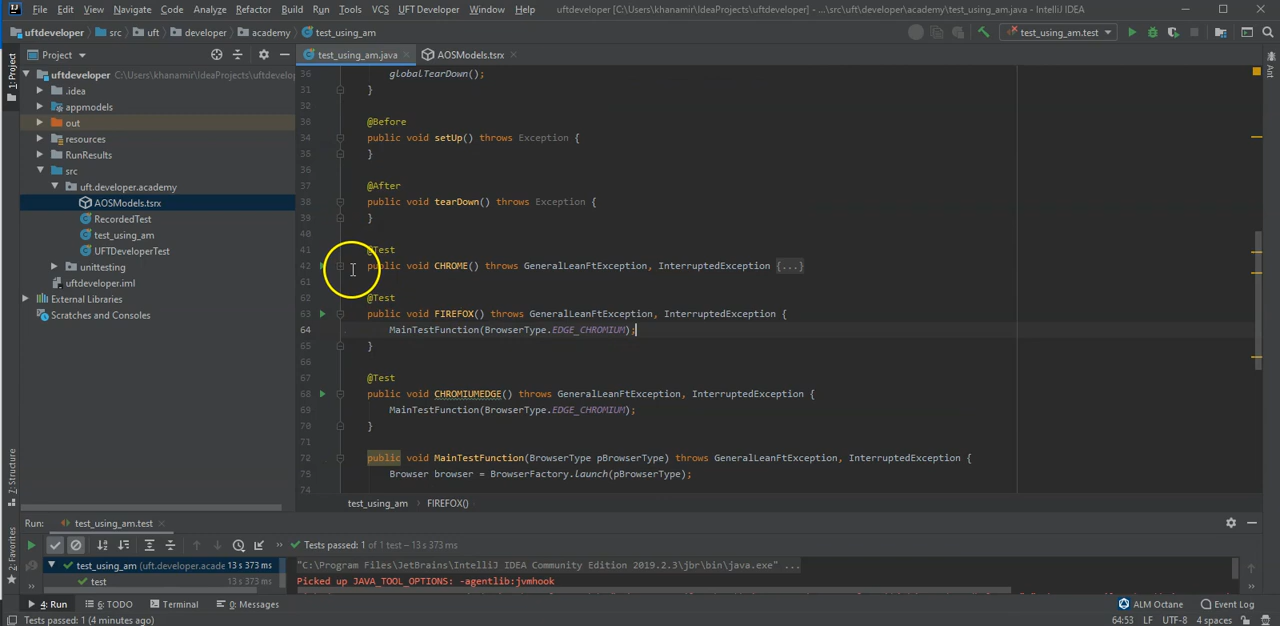 File Edit View Navigate Code Analyze Refactor Build Run Tools VCS UFT Developer Window Help
uftdeveloper [C:\Users\khanamir\IdeaProjects\uftdeveloper] - ...\src\uft\developer\academy\test_using_am.java - IntelliJ IDEA
uftdeveloper src uft developer academy test_using_am
test_using_am.test
Project
test_using_am.java AOSModels.tsrx
1: Project
uftdeveloper C:\Users\khanamir\IdeaProjects\uftdeveloper
.idea
appmodels
out
resources
RunResults
src
uft.developer.academy
AOSModels.tsrx
RecordedTest
test_using_am
UFTDeveloperTest
unittesting
uftdeveloper.iml
External Libraries
Scratches and Consoles
globalTearDown();
31 }
32
@Before
34 public void setUp() throws Exception {
35 }
36
37 @After
38 public void tearDown() throws Exception {
39 }
40
41 @Test
42 public void CHROME() throws GeneralLeanFtException, InterruptedException {...}
61
62 @Test
63 public void FIREFOX() throws GeneralLeanFtException, InterruptedException {
64 MainTestFunction(BrowserType.EDGE_CHROMIUM);
65 }
66
67 @Test
68 public void CHROMIUMEDGE() throws GeneralLeanFtException, InterruptedException {
69 MainTestFunction(BrowserType.EDGE_CHROMIUM);
70 }
71
72 public void MainTestFunction(BrowserType pBrowserType) throws GeneralLeanFtException, InterruptedException {
Browser browser = BrowserFactory.launch(pBrowserType);
74
Ant
test_using_am FIREFOX()
7: Structure
2: Favorites
Run: test_using_am.test
Tests passed: 1 of 1 test – 13 s 373 ms
test_using_am (uft.developer.acade 13 s 373 ms
test 13 s 373 ms
"C:\Program Files\JetBrains\IntelliJ IDEA Community Edition 2019.2.3\jbr\bin\java.exe" ...
Picked up JAVA_TOOL_OPTIONS: -agentlib:jvmhook
4: Run 6: TODO Terminal 0: Messages ALM Octane Event Log
Tests passed: 1 (4 minutes ago) 64:53 LF UTF-8 4 spaces